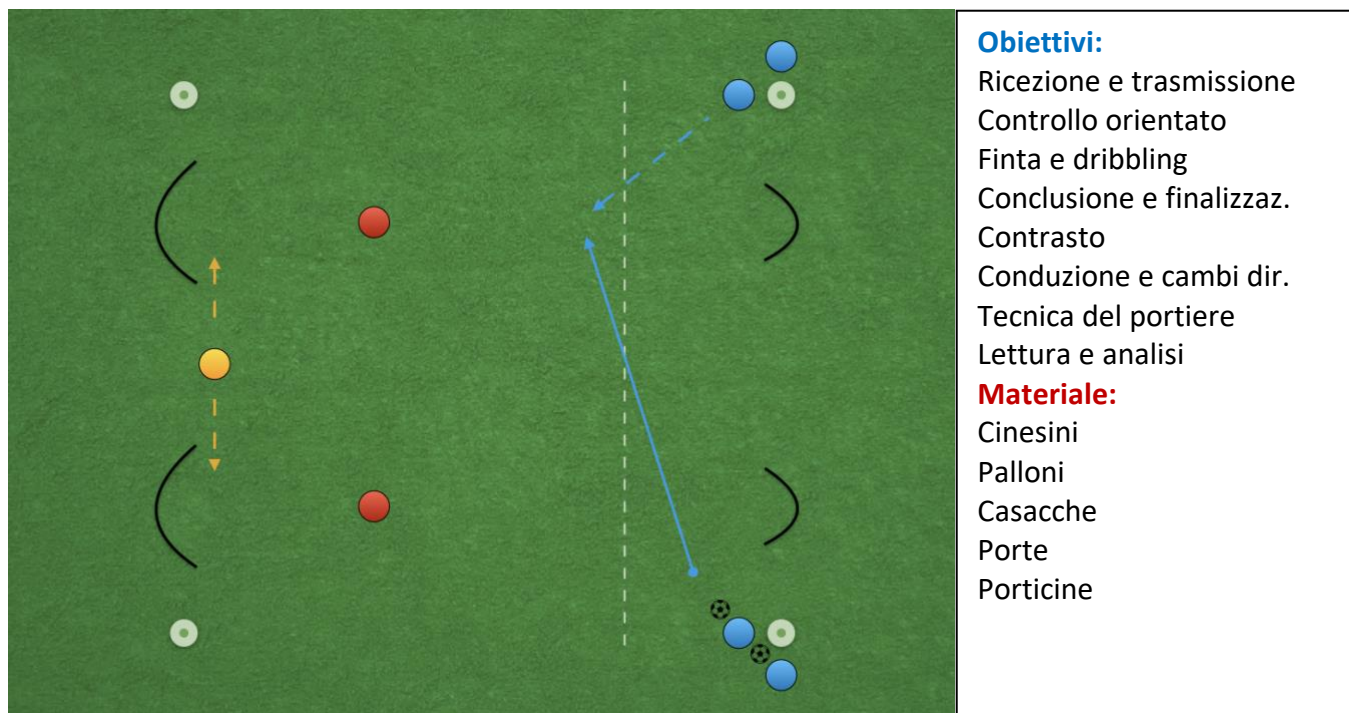 Obiettivi:
Ricezione e trasmissione
Controllo orientato
Finta e dribbling
Conclusione e finalizzaz.
Contrasto
Conduzione e cambi dir.
Tecnica del portiere
Lettura e analisi
Materiale:
Cinesini
Palloni
Casacche
Porte
Porticine